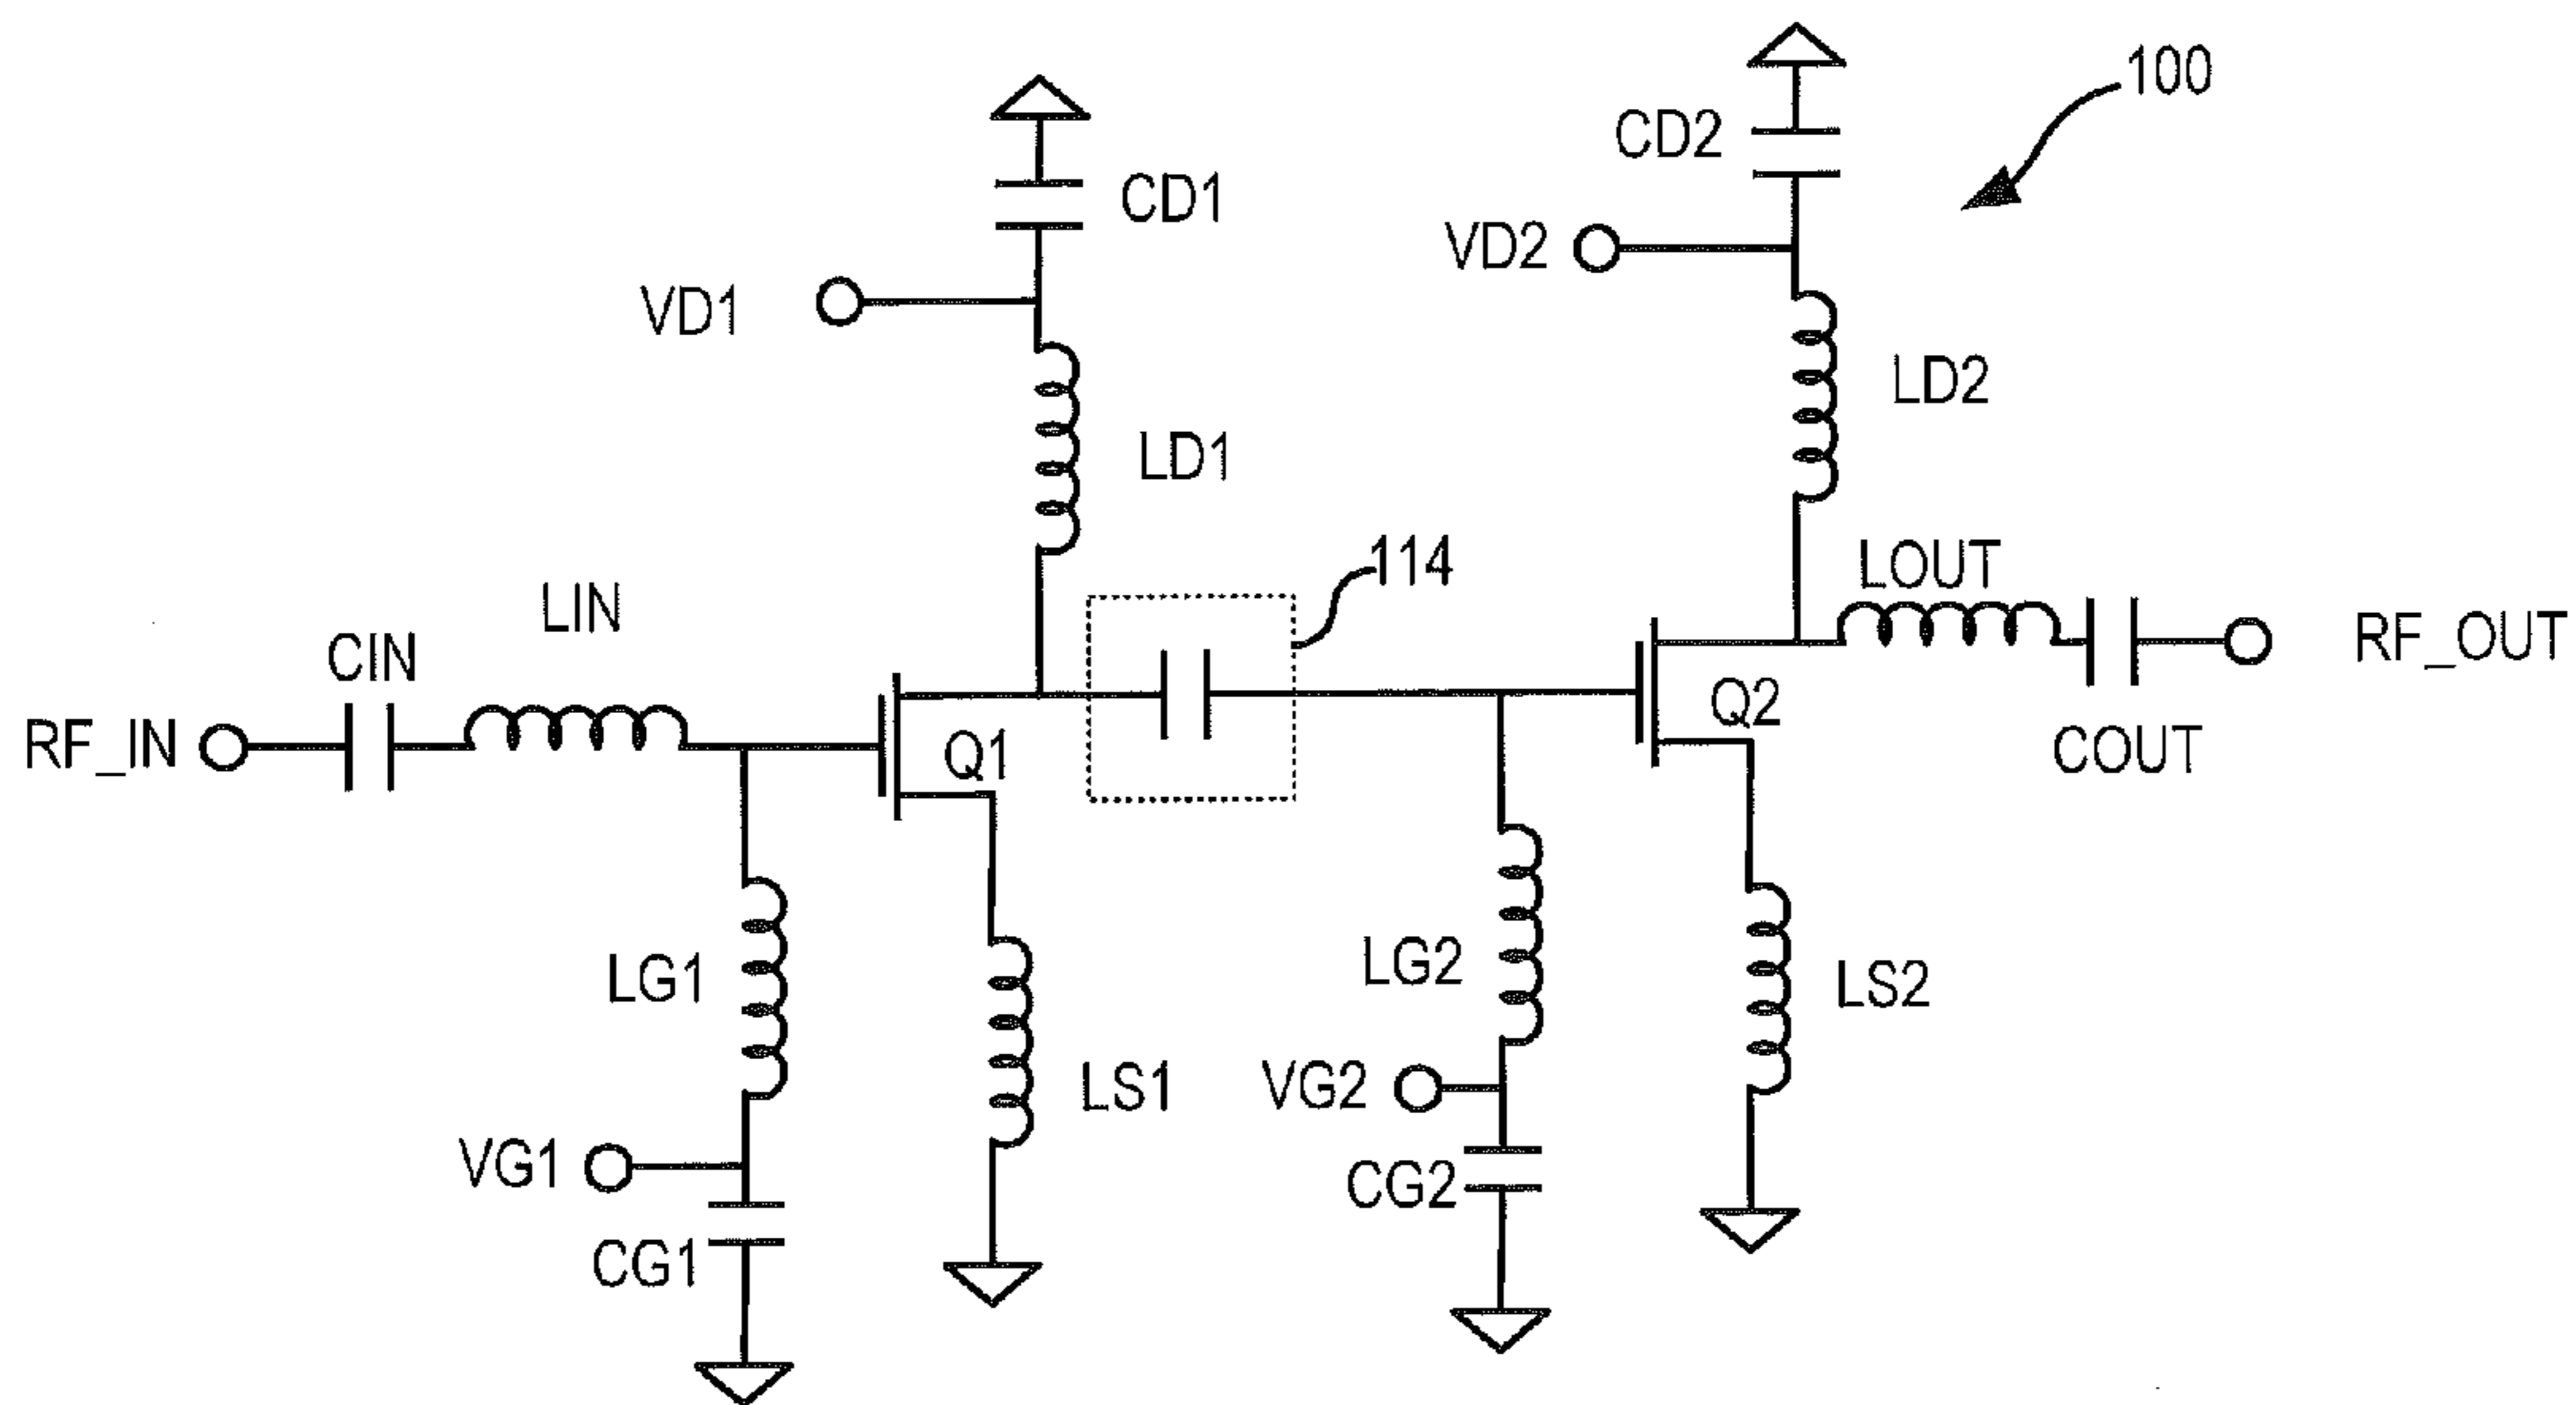 100
CD2
CD1
VD2
VD1
LD2
LD1
114
LOUT
LIN
CIN
RF_OUT
Q2
RF_IN
Q1
COUT
LG1
LG2
LS2
LS1
VG2
VG1
CG2
CG1